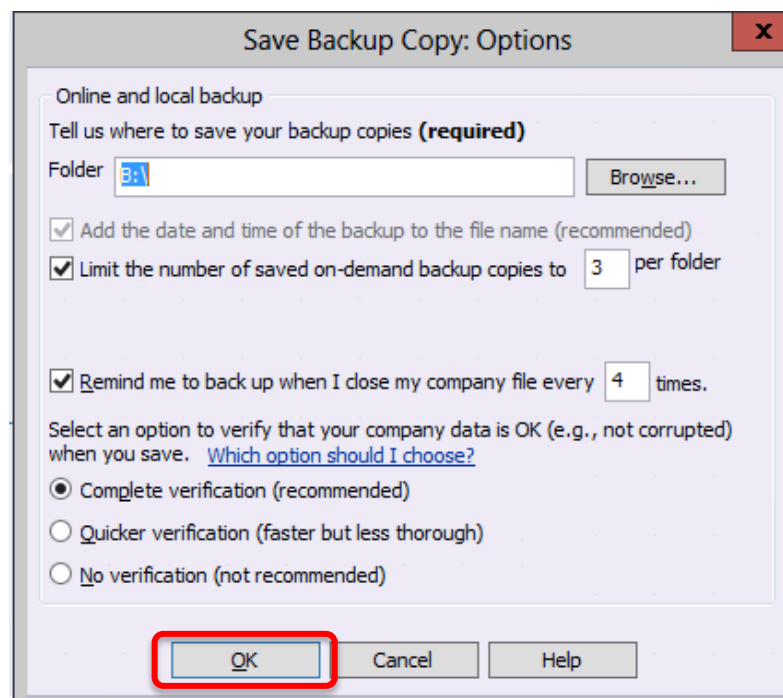 Save Backup Copy: Options
x
Online and local backup
Tell us where to save your backup copies (required)
Folder B:\ Browse...
Add the date and time of the backup to the file name (recommended)
Limit the number of saved on-demand backup copies to 3 per folder
Remind me to back up when I close my company file every 4 times.
Select an option to verify that your company data is OK (e.g., not corrupted)
when you save. Which option should I choose?
Complete verification (recommended)
Quicker verification (faster but less thorough)
No verification (not recommended)
OK Cancel Help